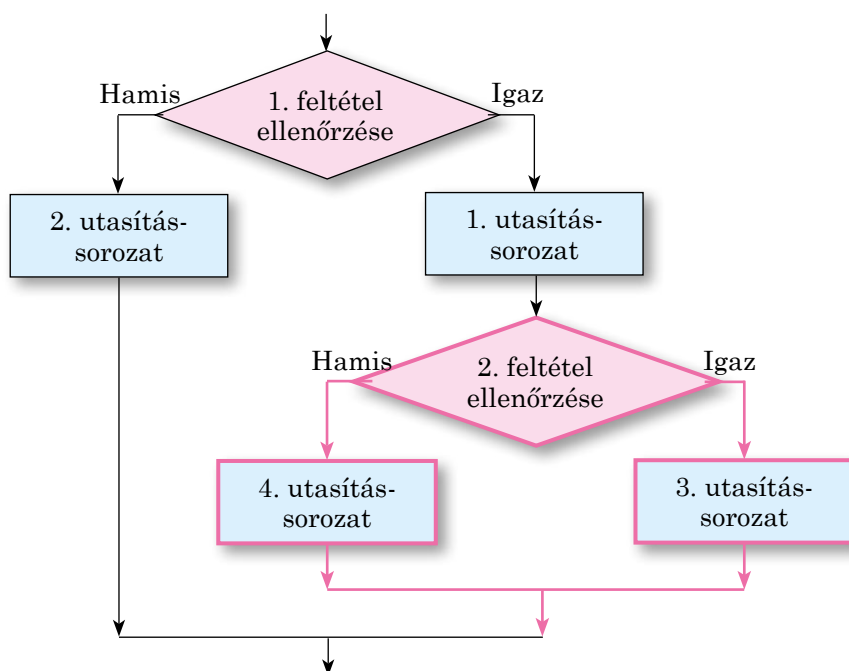 Hamis
1. feltétel
ellenőrzése
Igaz
2. utasítás-
sorozat
1. utasítás-
sorozat
Hamis
2. feltétel
ellenőrzése
Igaz
4. utasítás-
sorozat
3. utasítás-
sorozat